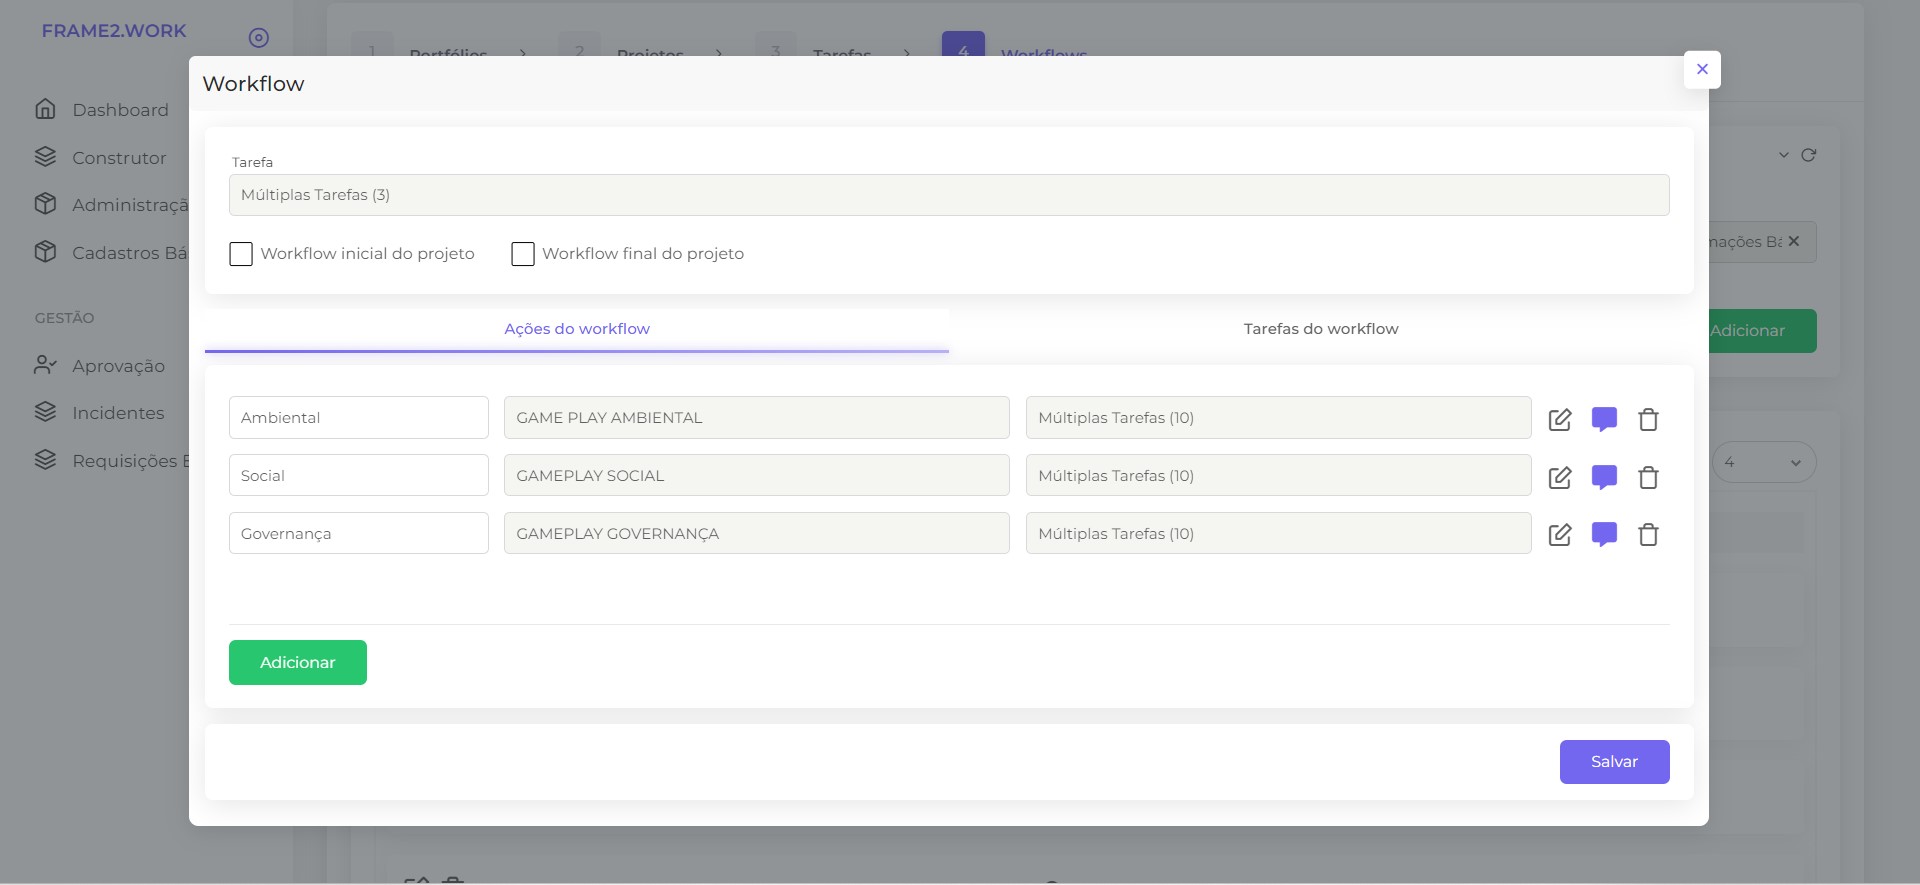 FRAME2.WORK
1 Portfólios 2 Projetos 3 Tarefas 4 Workflows
Workflow
Dashboard
Construtor
Administraçã
Cadastros Bá
GESTÃO
Aprovação
Incidentes
Requisições E
Tarefa
Múltiplas Tarefas (3)
Workflow inicial do projeto Workflow final do projeto
mações Bá
Adicionar
4
Ações do workflow Tarefas do workflow
Ambiental GAME PLAY AMBIENTAL Múltiplas Tarefas (10)
Social GAMEPLAY SOCIAL Múltiplas Tarefas (10)
Governança GAMEPLAY GOVERNANÇA Múltiplas Tarefas (10)
Adicionar
Salvar